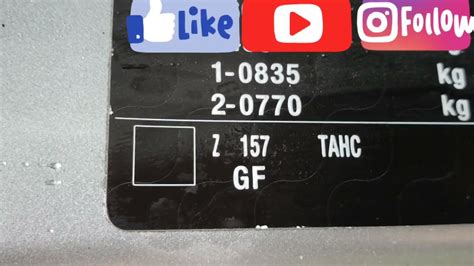 Like Follow
1-0835 kg
2-0770 kg
Z 157 TAHC
GF